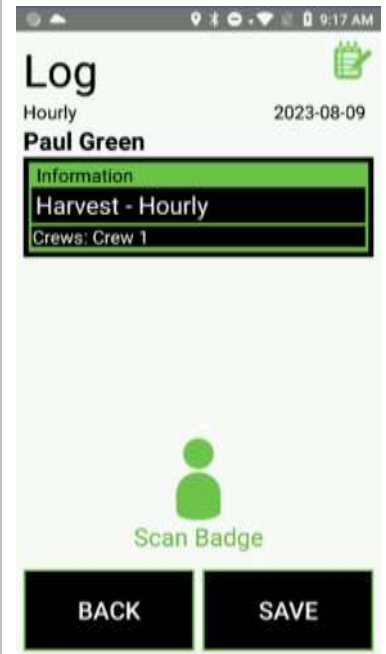 9:17 AM
Log
Hourly 2023-08-09
Paul Green
Information
Harvest - Hourly
Crews: Crew 1
Scan Badge
BACK SAVE